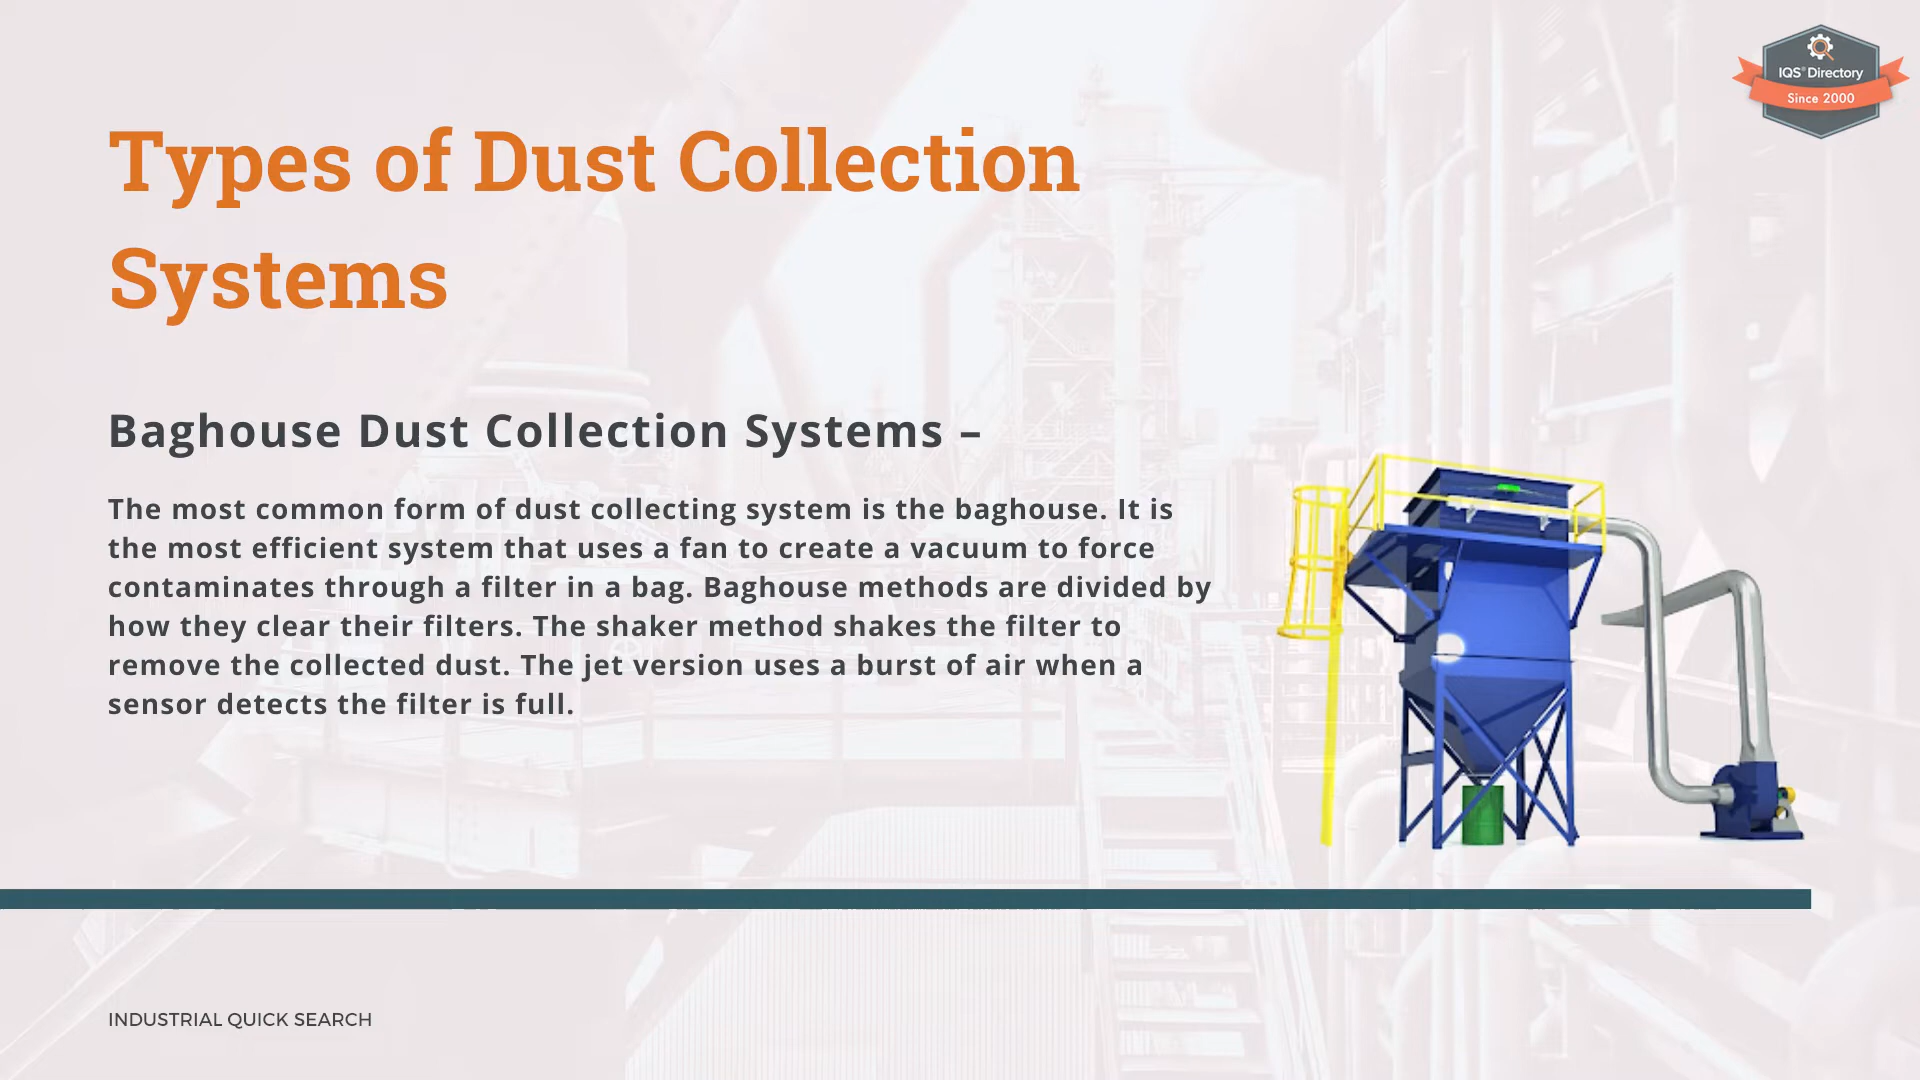 IQS® Directory
Since 2000
Types of Dust Collection
Systems
Baghouse Dust Collection Systems –
The most common form of dust collecting system is the baghouse. It is
the most efficient system that uses a fan to create a vacuum to force
contaminates through a filter in a bag. Baghouse methods are divided by
how they clear their filters. The shaker method shakes the filter to
remove the collected dust. The jet version uses a burst of air when a
sensor detects the filter is full.
INDUSTRIAL QUICK SEARCH